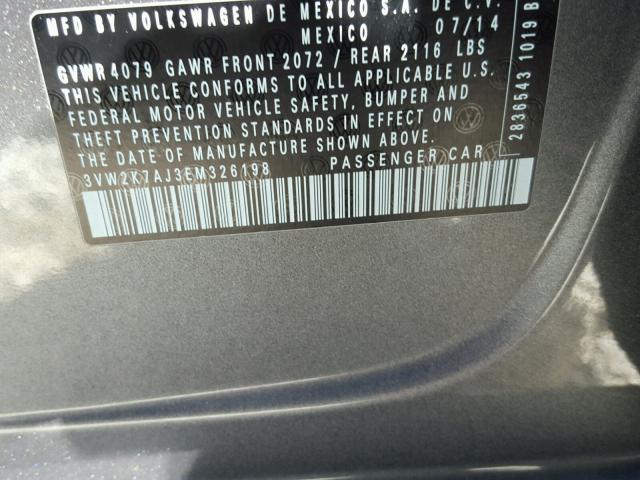 MFD BY VOLKSWAGEN DE MEXICO S.A. DE C.V.
MEXICO 07/14
GVWR 4079 GAWR FRONT 2072 / REAR 2116 LBS
THIS VEHICLE CONFORMS TO ALL APPLICABLE U.S.
FEDERAL MOTOR VEHICLE SAFETY, BUMPER AND
THEFT PREVENTION STANDARDS IN EFFECT ON
THE DATE OF MANUFACTURE SHOWN ABOVE.
PASSENGER CAR
2836543 1019 B